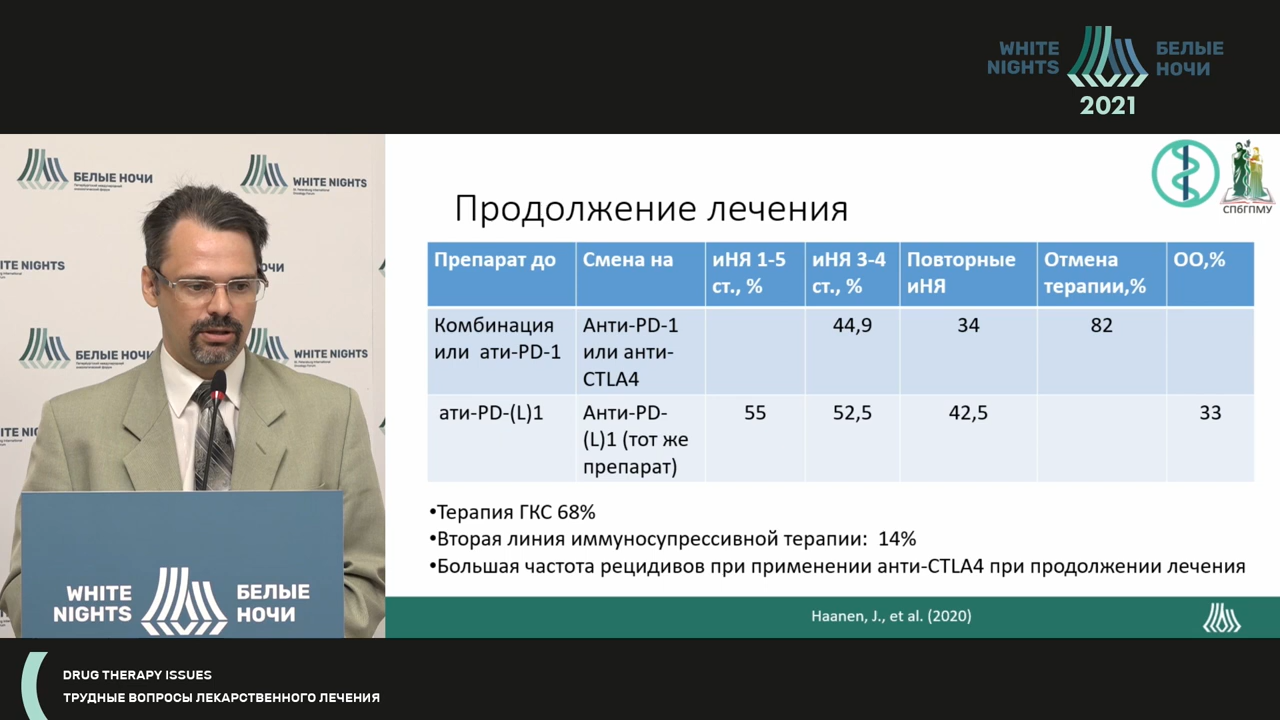 WHITE
NIGHTS
БЕЛЫЕ
НОЧИ
2021
БЕЛЫЕ НОЧИ
WHITE NIGHTS
БЕЛЫЕ НОЧИ
WHITE NIGHTS
WHITE
NIGHTS
БЕЛЫЕ
НОЧИ
СПбГПМУ
Продолжение лечения
Препарат до
Смена на
иНЯ 1-5
ст., %
иНЯ 3-4
ст., %
Повторные
иНЯ
Отмена
терапии,%
ОО,%
Комбинация
или ати-PD-1
Анти-PD-1
или анти-
CTLA4
44,9
34
82
ати-PD-(L)1
Анти-PD-
(L)1 (тот же
препарат)
55
52,5
42,5
33
•Терапия ГКС 68%
•Вторая линия иммуносупрессивной терапии: 14%
•Большая частота рецидивов при применении анти-CTLA4 при продолжении лечения
Haanen, J., et al. (2020)
DRUG THERAPY ISSUES
ТРУДНЫЕ ВОПРОСЫ ЛЕКАРСТВЕННОГО ЛЕЧЕНИЯ